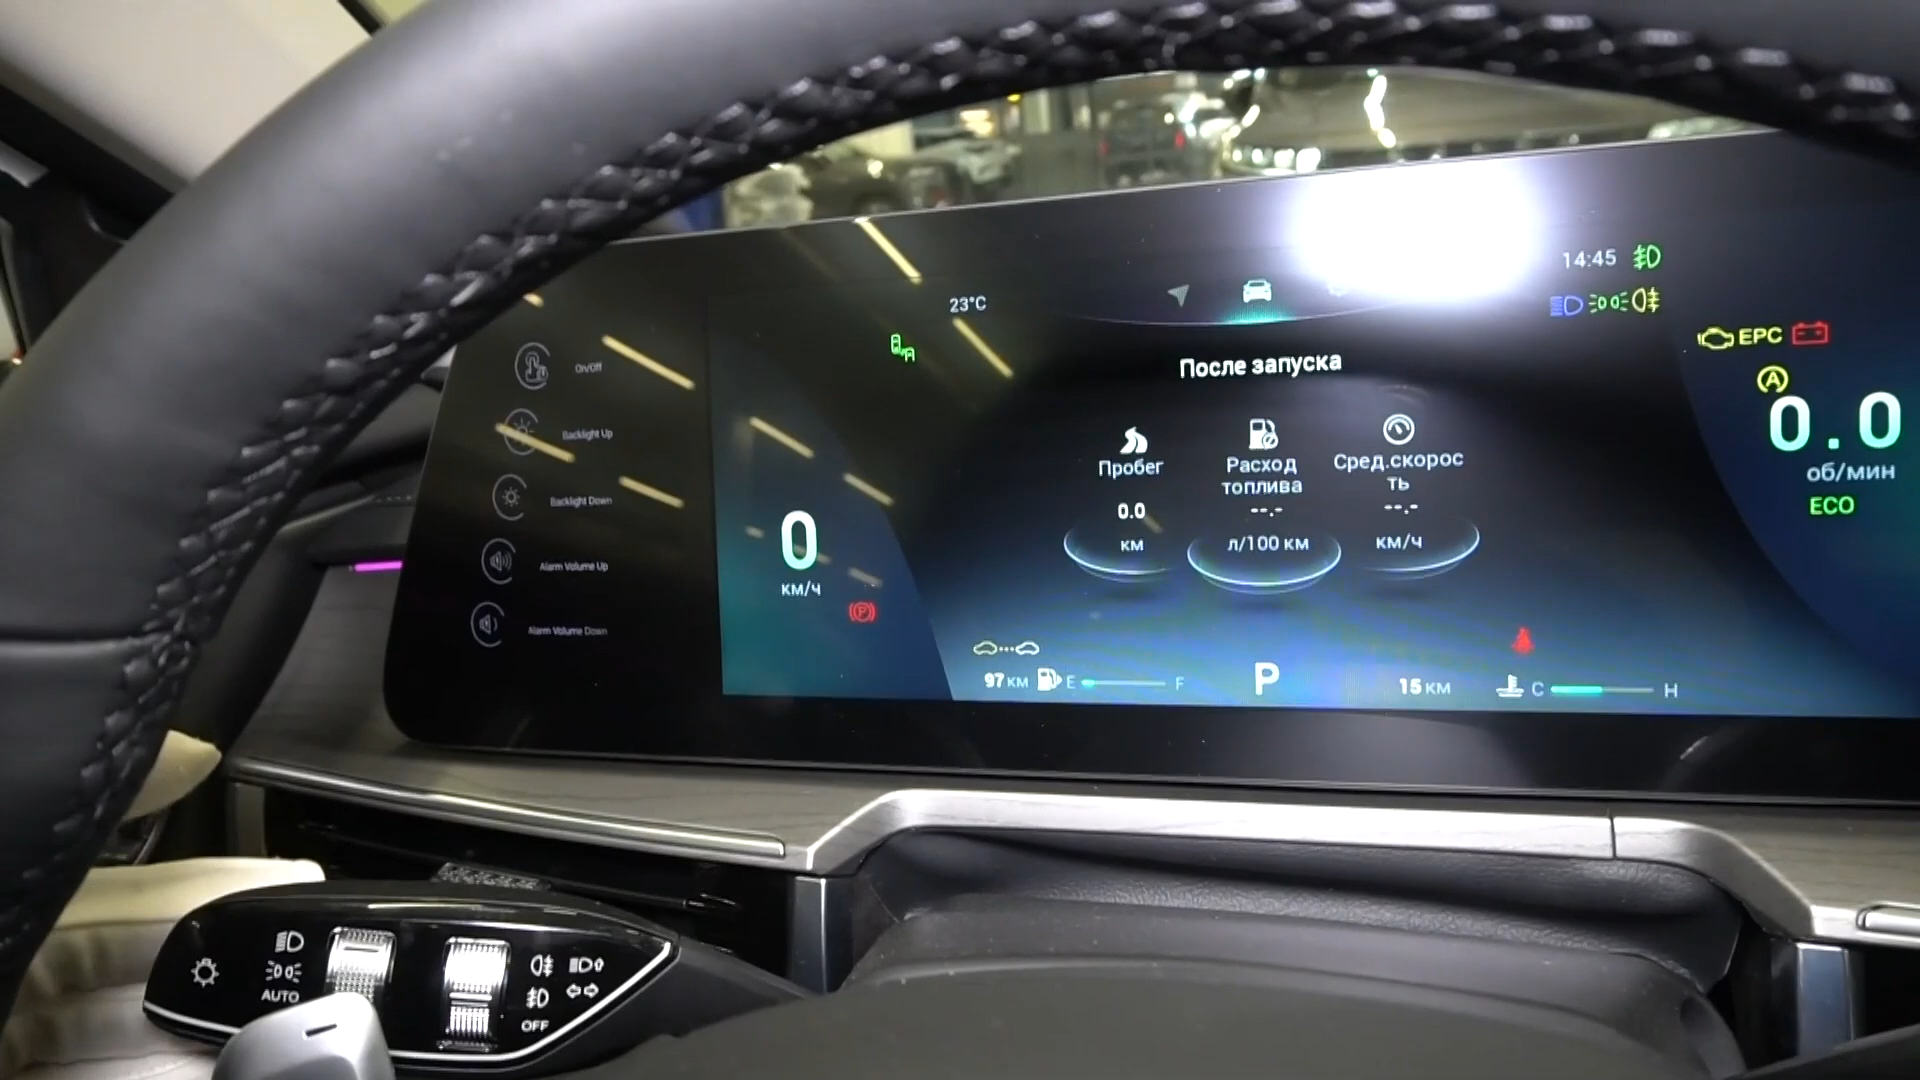 14:45
23°C
EPC
A
После запуска
On/Off
Backlight Up
Backlight Down
Alarm Volume Up
Alarm Volume Down
0
км/ч
P
Пробег
0.0
км
Расход
топлива
--.-
л/100 км
Сред.скорос
ть
--.-
км/ч
0.0
об/мин
ECO
97 км
E
F
P
15 км
C
H
AUTO
OFF